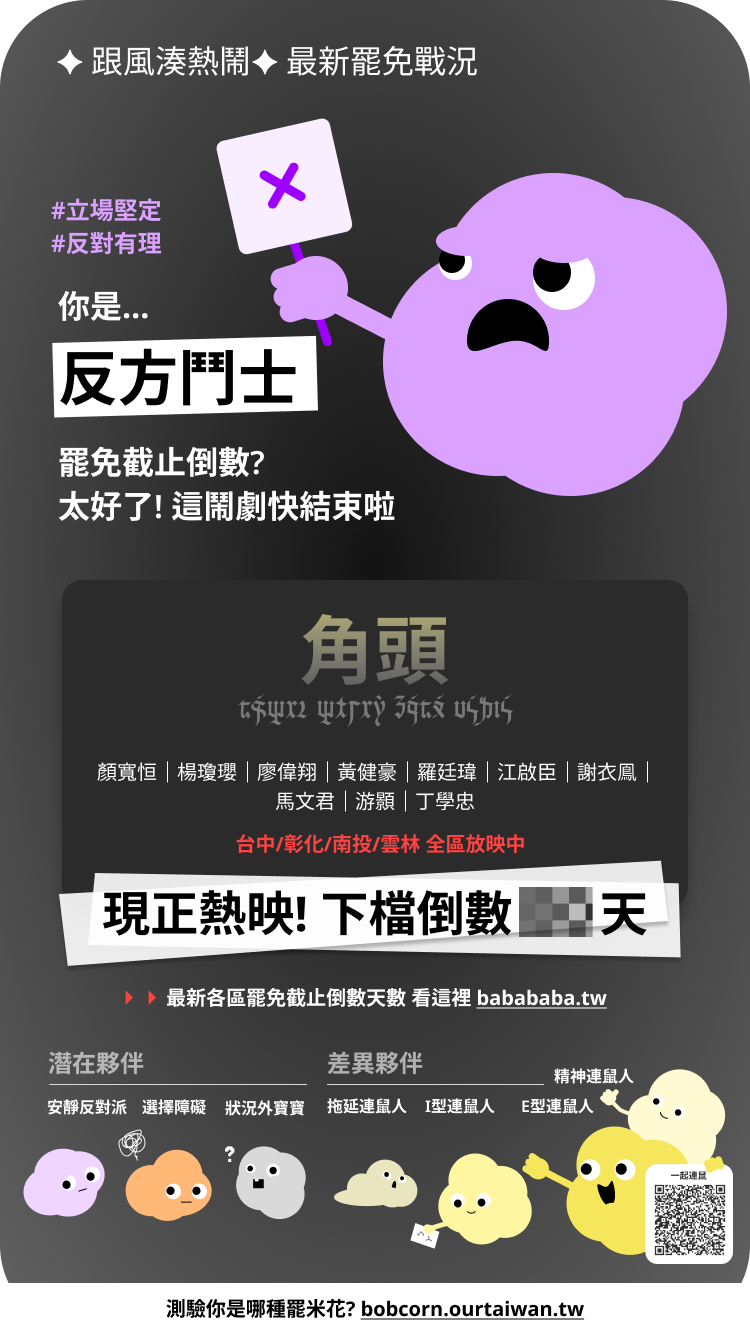 ✦ 跟風湊熱鬧✦ 最新罷免戰況
#立場堅定
#反對有理
你是...
反方鬥士
罷免截止倒數?
太好了! 這鬧劇快結束啦
角頭
顏寬恒｜楊瓊瓔｜廖偉翔｜黃健豪｜羅廷瑋｜江啟臣｜謝衣鳯｜
馬文君｜游顥｜丁學忠
台中/彰化/南投/雲林 全區放映中
現正熱映! 下檔倒數 天
最新各區罷免截止倒數天數 看這裡 babababa.tw
潛在夥伴
安靜反對派 選擇障礙 狀況外寶寶
?
差異夥伴
精神連鼠人
拖延連鼠人 I型連鼠人 E型連鼠人
一起連鼠
測驗你是哪種罷米花? bobcorn.ourtaiwan.tw